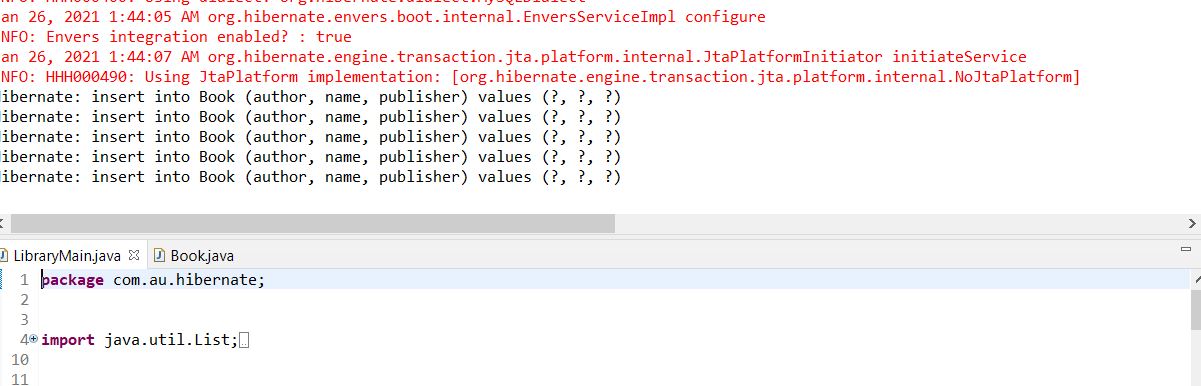 an 26, 2021 1:44:05 AM org.hibernate.envers.boot.internal.EnversServiceImpl configure
NFO: Envers integration enabled? : true
an 26, 2021 1:44:07 AM org.hibernate.engine.transaction.jta.platform.internal.JtaPlatformInitiator initiateService
NFO: HHH000490: Using JtaPlatform implementation: [org.hibernate.engine.transaction.jta.platform.internal.NoJtaPlatform]
ibernate: insert into Book (author, name, publisher) values (?, ?, ?)
ibernate: insert into Book (author, name, publisher) values (?, ?, ?)
ibernate: insert into Book (author, name, publisher) values (?, ?, ?)
ibernate: insert into Book (author, name, publisher) values (?, ?, ?)
ibernate: insert into Book (author, name, publisher) values (?, ?, ?)
LibraryMain.java Book.java
1 package com.au.hibernate;
2
3
4 import java.util.List;
10
11